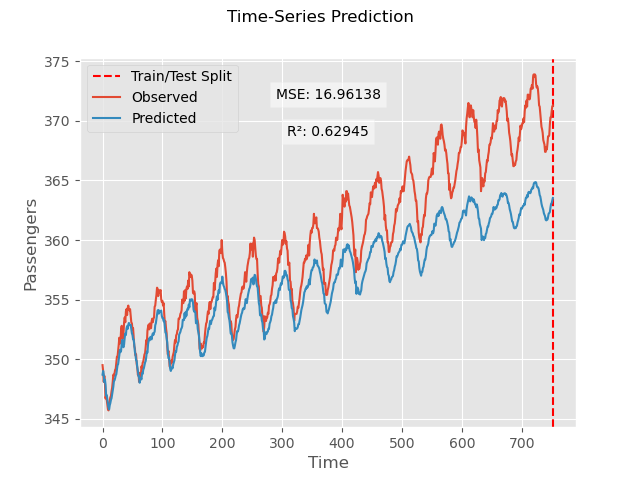 Time-Series Prediction
375
370
365
360
355
350
345
Passengers
Train/Test Split
Observed
Predicted
MSE: 16.96138
R²: 0.62945
0 100 200 300 400 500 600 700
Time